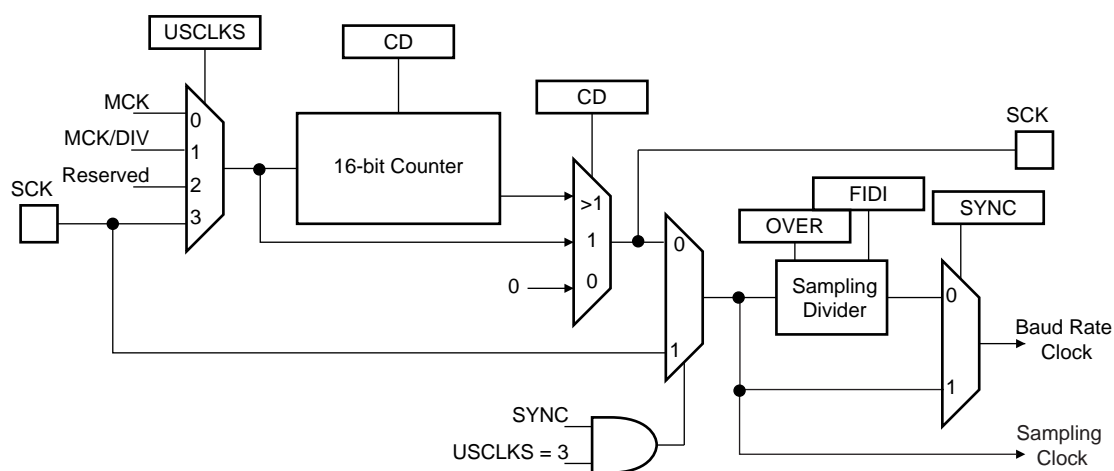 USCLKS
CD
CD
SCK
MCK
0
MCK/DIV
1
16-bit Counter
Reserved
2
SCK
3
>1
1
0
0
FIDI
OVER
SYNC
0
Sampling
Divider
0
1
Baud Rate
Clock
1
SYNC
USCLKS = 3
Sampling
Clock